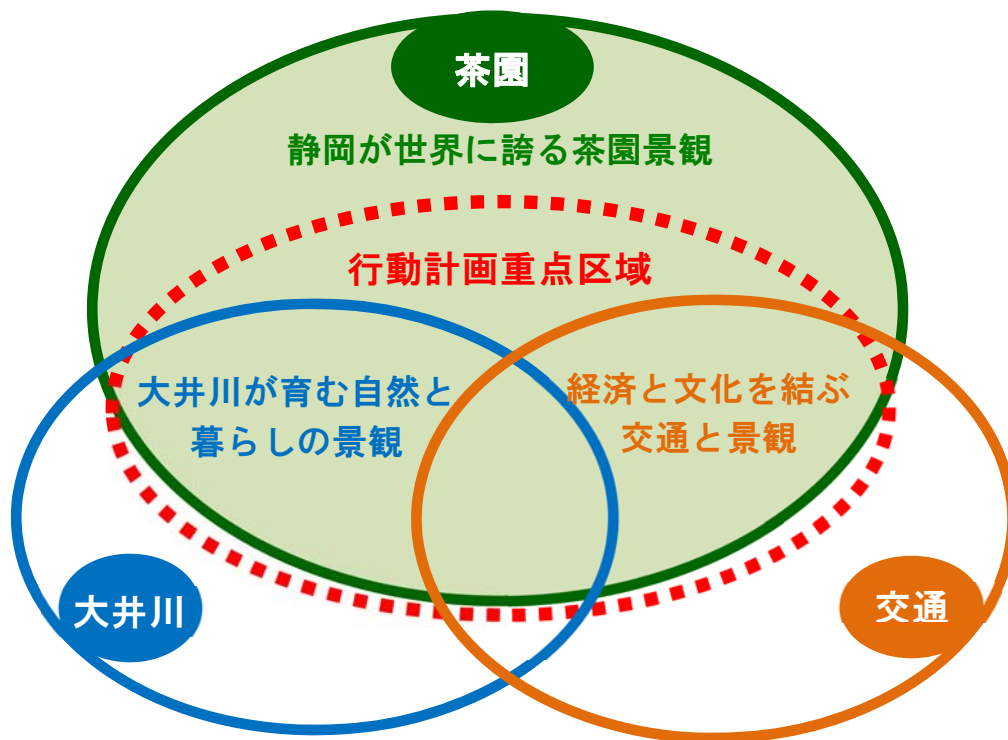 茶園
静岡が世界に誇る茶園景観
行動計画重点区域
大井川が育む自然と
暮らしの景観
経済と文化を結ぶ
交通と景観
大井川
交通